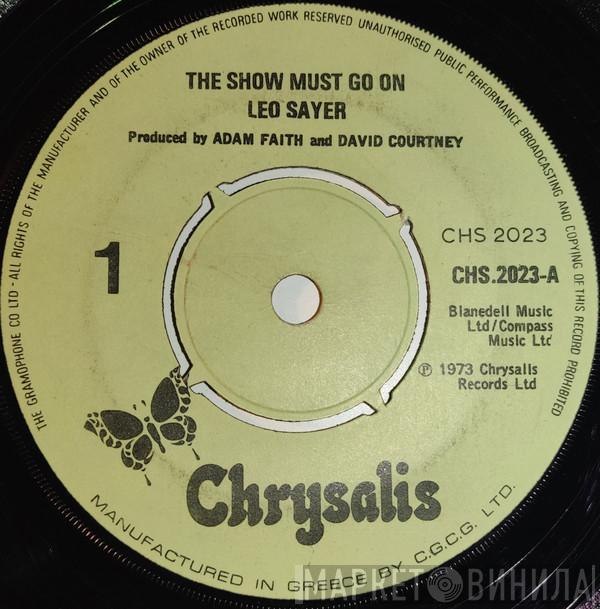 THE GRAMOPHONE CO LTD - ALL RIGHTS OF THE MANUFACTURER AND OF THE OWNER OF THE RECORDED WORK RESERVED UNAUTHORISED PUBLIC PERFORMANCE BROADCASTING AND COPYING OF THIS RECORD PROHIBITED
THE SHOW MUST GO ON
LEO SAYER
Produced by ADAM FAITH and DAVID COURTNEY
1
CHS 2023
CHS.2023-A
Blanedell Music
Ltd/Compass
Music Ltd
℗ 1973 Chrysalis
Records Ltd
Chrysalis
MANUFACTURED IN GREECE BY C.G.C.G. LTD.
МАРКЕТ ВИНИЛА